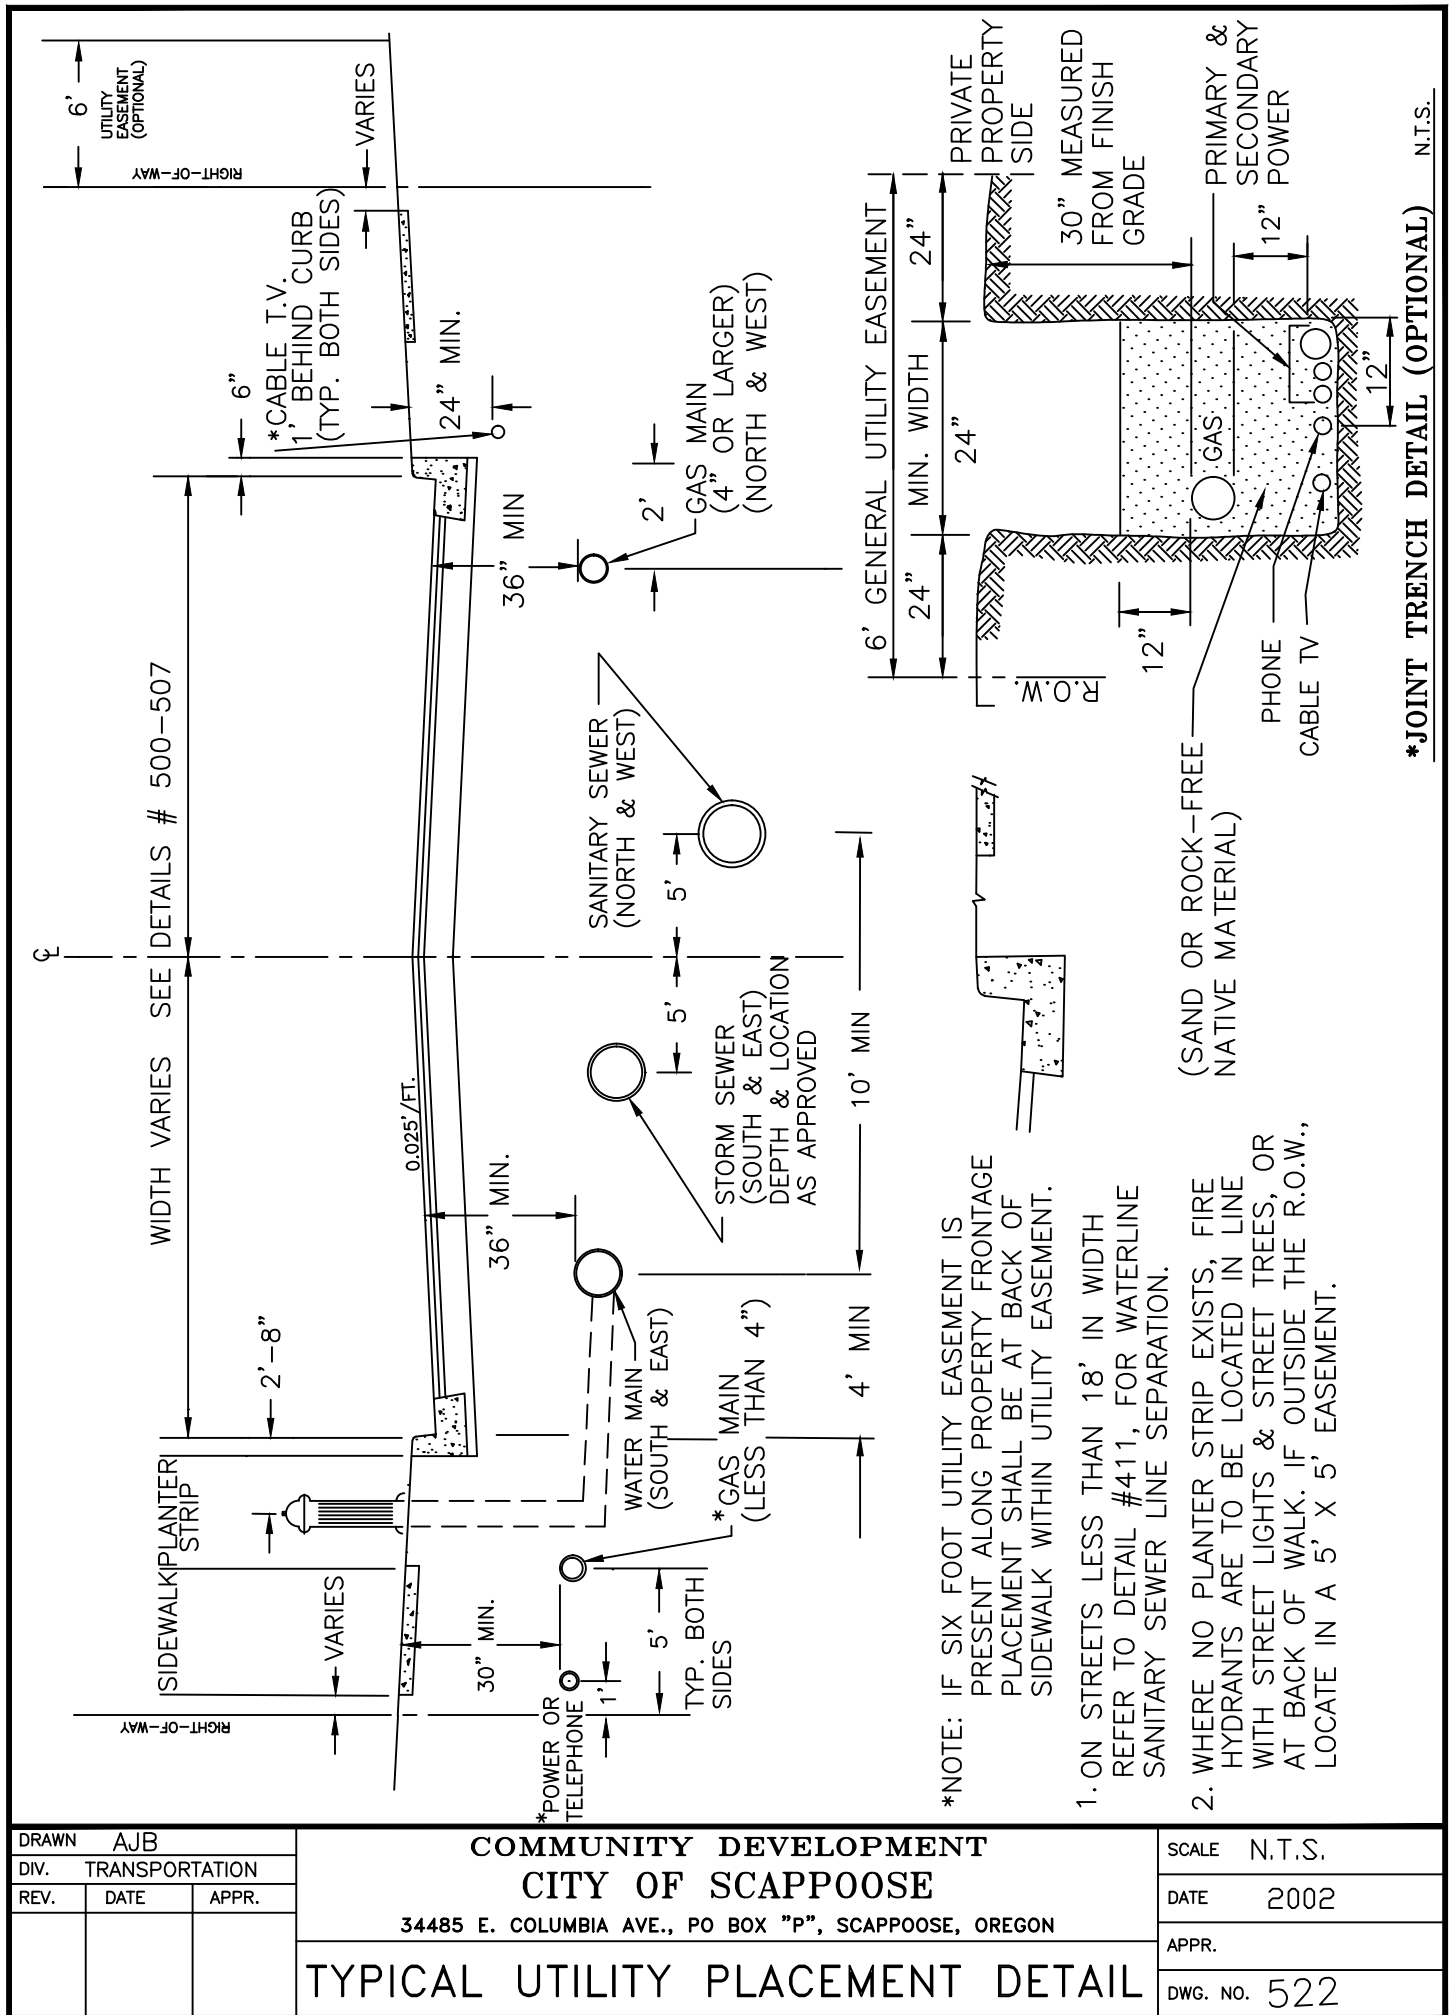 6'
UTILITY
EASEMENT
(OPTIONAL)
RIGHT-OF-WAY
VARIES
*CABLE T.V.
1' BEHIND CURB
(TYP. BOTH SIDES)
6"
24" MIN.
GAS MAIN
(4" OR LARGER)
(NORTH & WEST)
2'
36" MIN
WIDTH VARIES SEE DETAILS # 500-507
SANITARY SEWER
(NORTH & WEST)
5'
5'
℄
0.025'/FT.
STORM SEWER
(SOUTH & EAST)
DEPTH & LOCATION
AS APPROVED
10' MIN
36" MIN.
2'-8"
WATER MAIN
(SOUTH & EAST)
4' MIN
*GAS MAIN
(LESS THAN 4")
SIDEWALK
PLANTER
STRIP
VARIES
30" MIN.
5'
TYP. BOTH
SIDES
1'
*POWER OR
TELEPHONE
RIGHT-OF-WAY
PRIVATE
PROPERTY
SIDE
30" MEASURED
FROM FINISH
GRADE
PRIMARY &
SECONDARY
POWER
6' GENERAL UTILITY EASEMENT
24"
MIN. WIDTH
24"
24"
12"
12"
12"
GAS
R.O.W.
PHONE
CABLE TV
(SAND OR ROCK-FREE
NATIVE MATERIAL)
*JOINT TRENCH DETAIL (OPTIONAL) N.T.S.
*NOTE: IF SIX FOOT UTILITY EASEMENT IS
PRESENT ALONG PROPERTY FRONTAGE
PLACEMENT SHALL BE AT BACK OF
SIDEWALK WITHIN UTILITY EASEMENT.
1. ON STREETS LESS THAN 18' IN WIDTH
REFER TO DETAIL #411, FOR WATERLINE
SANITARY SEWER LINE SEPARATION.
2. WHERE NO PLANTER STRIP EXISTS, FIRE
HYDRANTS ARE TO BE LOCATED IN LINE
WITH STREET LIGHTS & STREET TREES, OR
AT BACK OF WALK. IF OUTSIDE THE R.O.W.,
LOCATE IN A 5' X 5' EASEMENT.
DRAWN AJB
DIV. TRANSPORTATION
REV. DATE APPR.
COMMUNITY DEVELOPMENT
CITY OF SCAPPOOSE
34485 E. COLUMBIA AVE., PO BOX "P", SCAPPOOSE, OREGON
TYPICAL UTILITY PLACEMENT DETAIL
SCALE N.T.S.
DATE 2002
APPR.
DWG. NO. 522